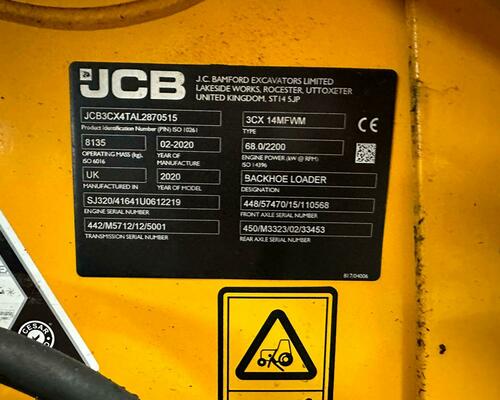 JCB
J.C. BAMFORD EXCAVATORS LIMITED
LAKESIDE WORKS, ROCESTER, UTTOXETER
UNITED KINGDOM, ST14 5JP
JCB3CX4TAL2870515
Product Identification Number (PIN) ISO 10261
3CX 14MFWM
TYPE
CE
8135
OPERATING MASS (kg),
ISO 6016
02-2020
YEAR OF
MANUFACTURE
68.0/2200
ENGINE POWER (kW @ RPM)
ISO 14396
UK
MANUFACTURED IN
2020
YEAR OF MODEL
BACKHOE LOADER
DESIGNATION
SJ320/41641U0612219
ENGINE SERIAL NUMBER
448/57470/15/110568
FRONT AXLE SERIAL NUMBER
442/M5712/12/5001
TRANSMISSION SERIAL NUMBER
450/M3323/02/33453
REAR AXLE SERIAL NUMBER
817/04006
CESAR